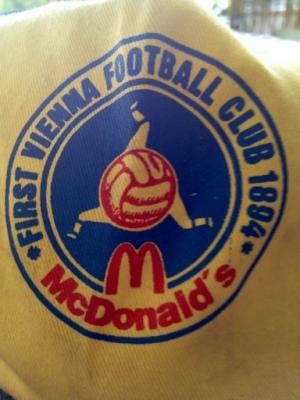 *FIRST VIENNA FOOTBALL CLUB 1894*
M
McDonald's